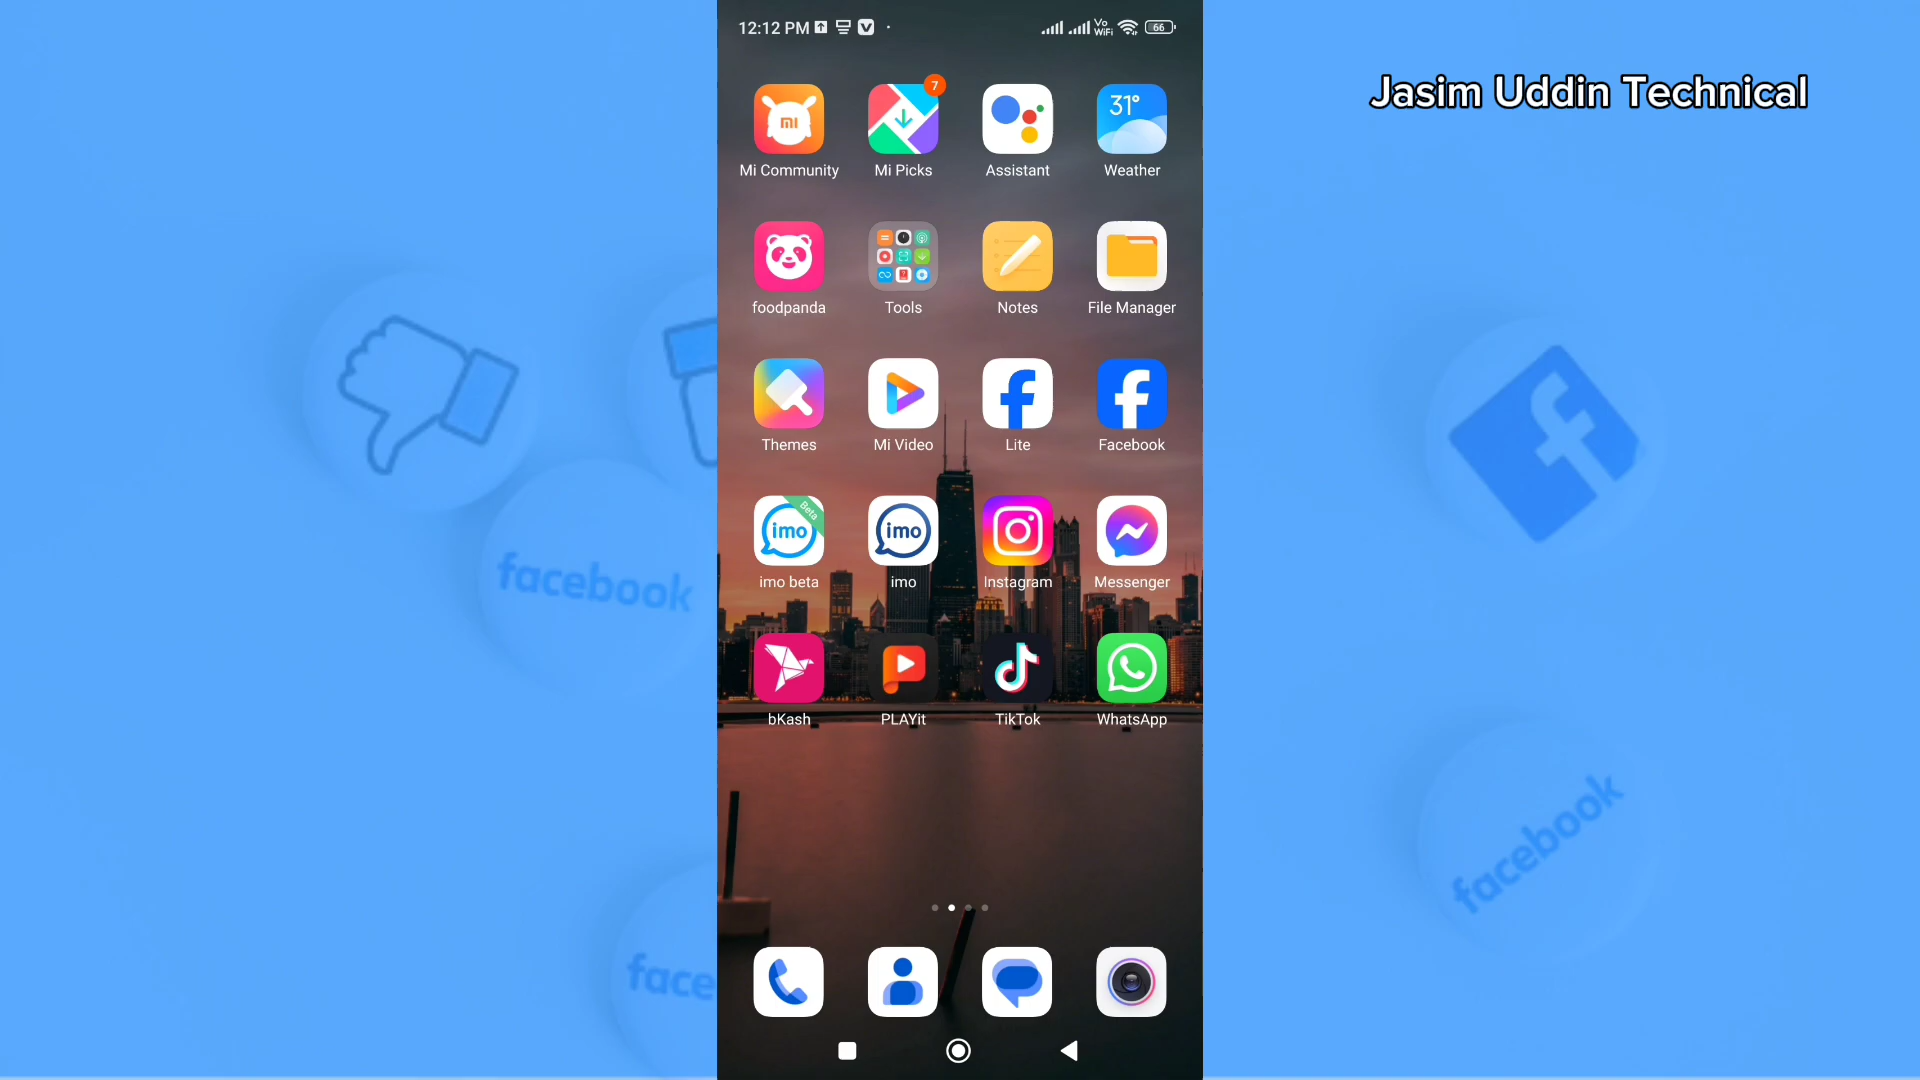 12:12 PM
Vo
WiFi
66
Jasim Uddin Technical
7
mi
31°
Mi Community
Mi Picks
Assistant
Weather
foodpanda
Tools
Notes
File Manager
Themes
Mi Video
Lite
Facebook
Beta
imo
imo
imo beta
imo
Instagram
Messenger
bKash
PLAYit
TikTok
WhatsApp
facebook
facebook
face